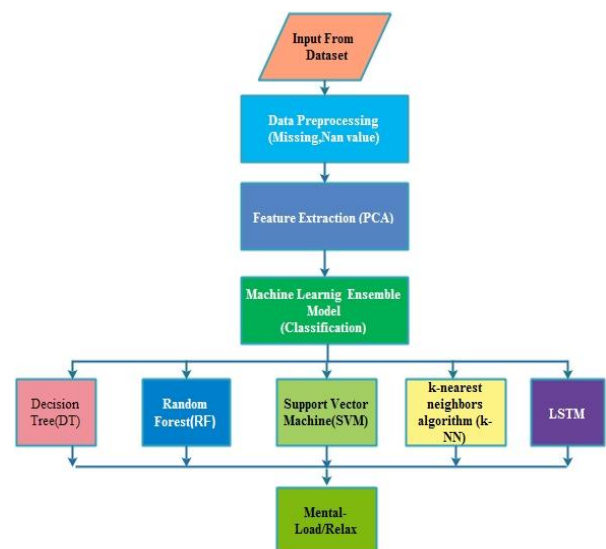 Input From
Dataset
Data Preprocessing
(Missing,Nan value)
Feature Extraction (PCA)
Machine Learnig Ensemble
Model
(Classification)
Decision
Tree(DT)
Random
Forest(RF)
Support Vector
Machine(SVM)
k-nearest
neighbors
algorithm (k-
NN)
LSTM
Mental-
Load/Relax